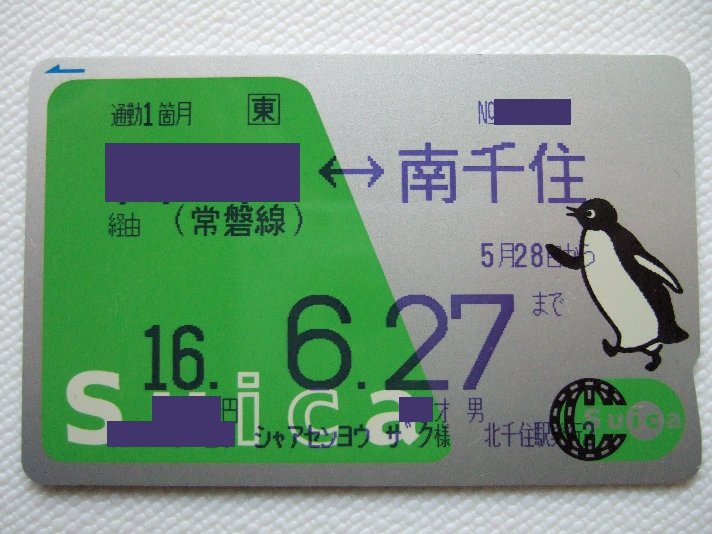 通勤1箇月 東 №
↔ 南千住
経由 (常磐線)
5月28日から
16. 6.27 まで
Suica
円 才 男
シャアセンヨウ ザク様 北千住駅
Suica